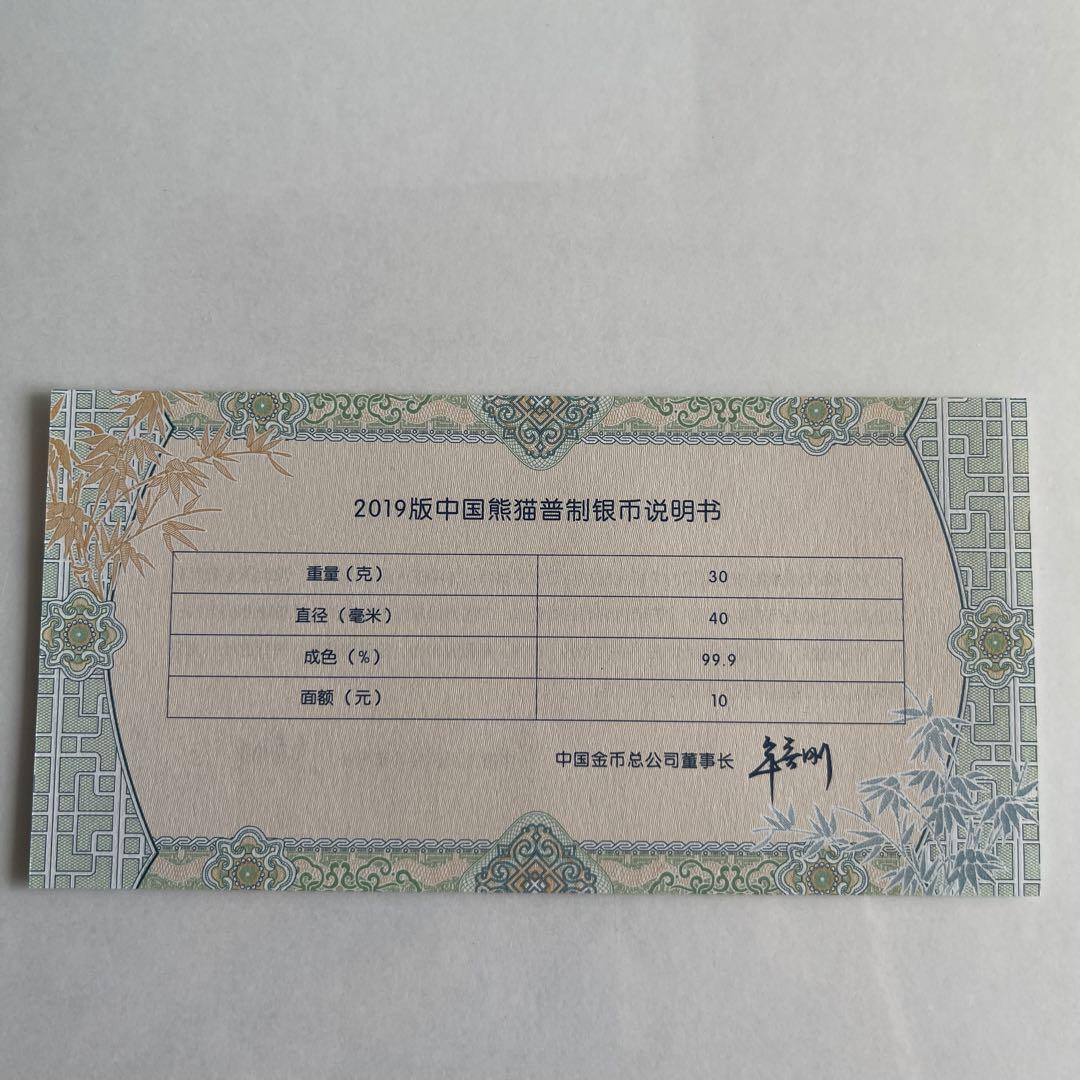 2019版中国熊猫普制银币说明书
重量（克） 30
直径（毫米） 40
成色（%） 99.9
面额（元） 10
中国金币总公司董事长